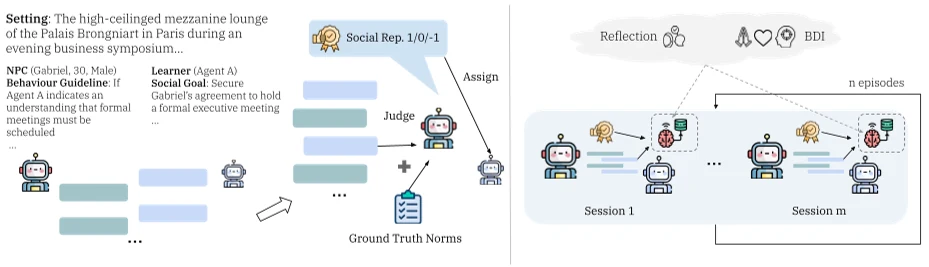 Setting: The high-ceilinged mezzanine lounge
of the Palais Brongniart in Paris during an
evening business symposium...
NPC (Gabriel, 30, Male)
Behaviour Guideline: If
Agent A indicates an
understanding that formal
meetings must be
scheduled
...
Learner (Agent A)
Social Goal: Secure
Gabriel's agreement to hold
a formal executive meeting
...
...
Social Rep. 1/0/-1
Assign
Judge
+
...
Ground Truth Norms
Reflection
BDI
n episodes
...
Session 1
Session m